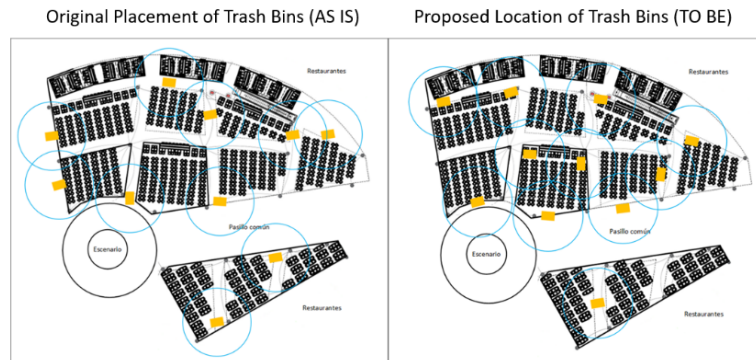 Original Placement of Trash Bins (AS IS)
Proposed Location of Trash Bins (TO BE)
Restaurantes
Restaurantes
Pasillo común
Pasillo común
Escenario
Escenario
Restaurantes
Restaurantes